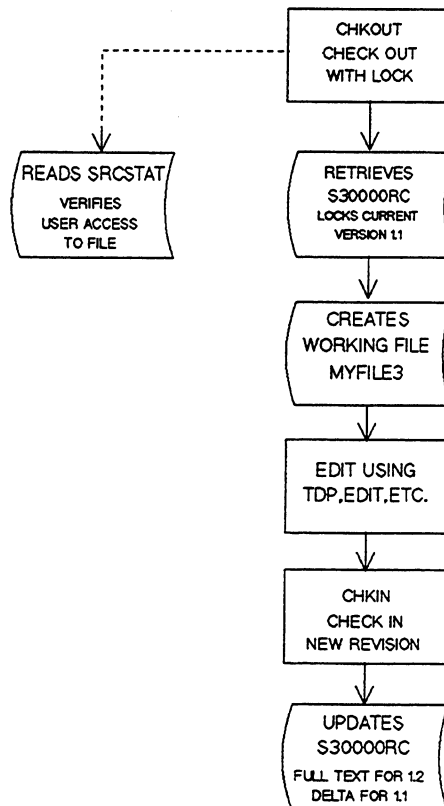 CHKOUT
CHECK OUT
WITH LOCK
READS SRCSTAT
VERIFIES
USER ACCESS
TO FILE
RETRIEVES
S30000RC
LOCKS CURRENT
VERSION 1.1
CREATES
WORKING FILE
MYFILE3
EDIT USING
TDP,EDIT,ETC.
CHKIN
CHECK IN
NEW REVISION
UPDATES
S30000RC
FULL TEXT FOR 1.2
DELTA FOR 1.1